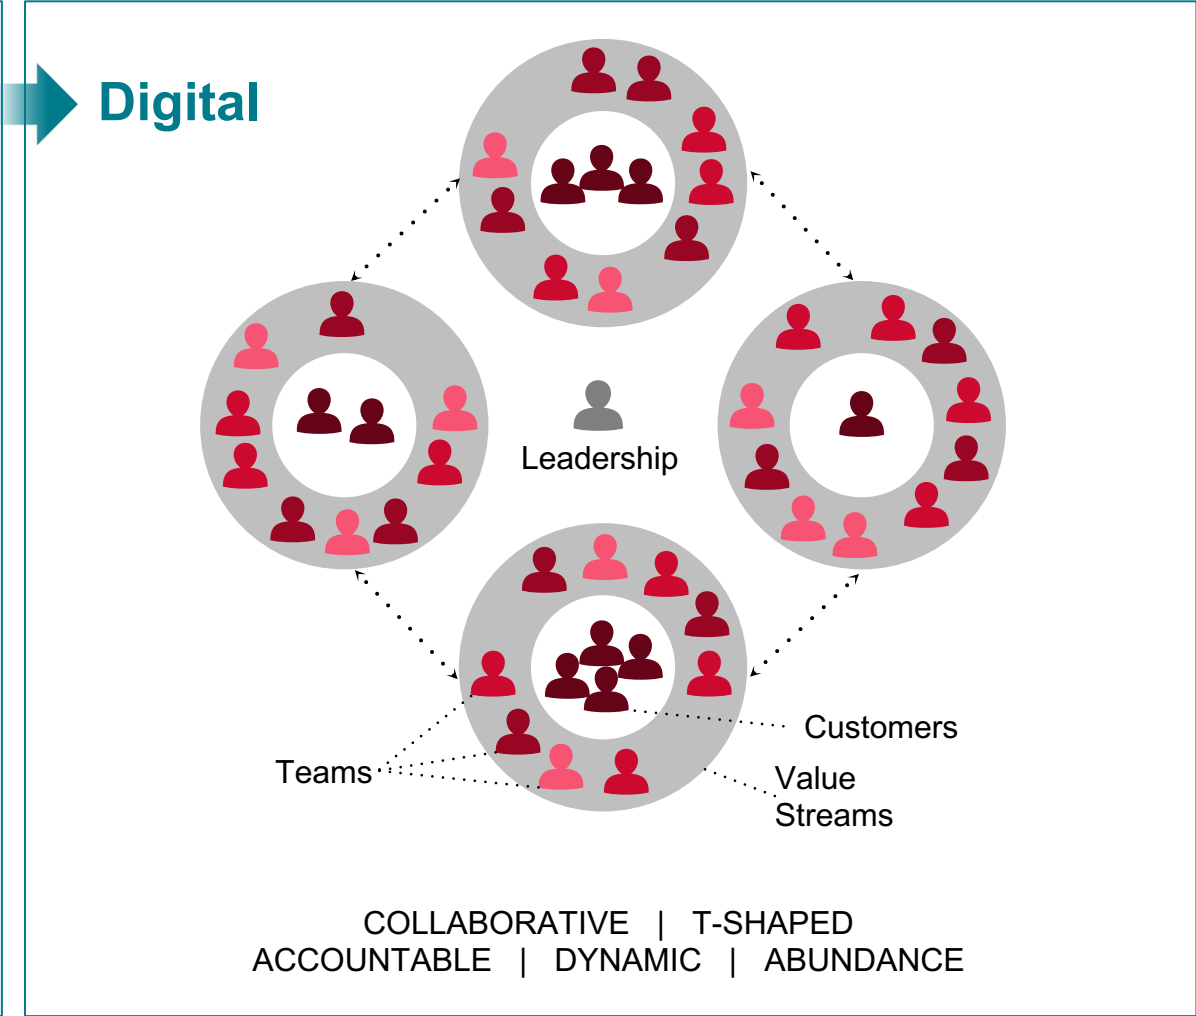 Digital
Leadership
Customers
Teams
Value
Streams
COLLABORATIVE | T-SHAPED
ACCOUNTABLE | DYNAMIC | ABUNDANCE